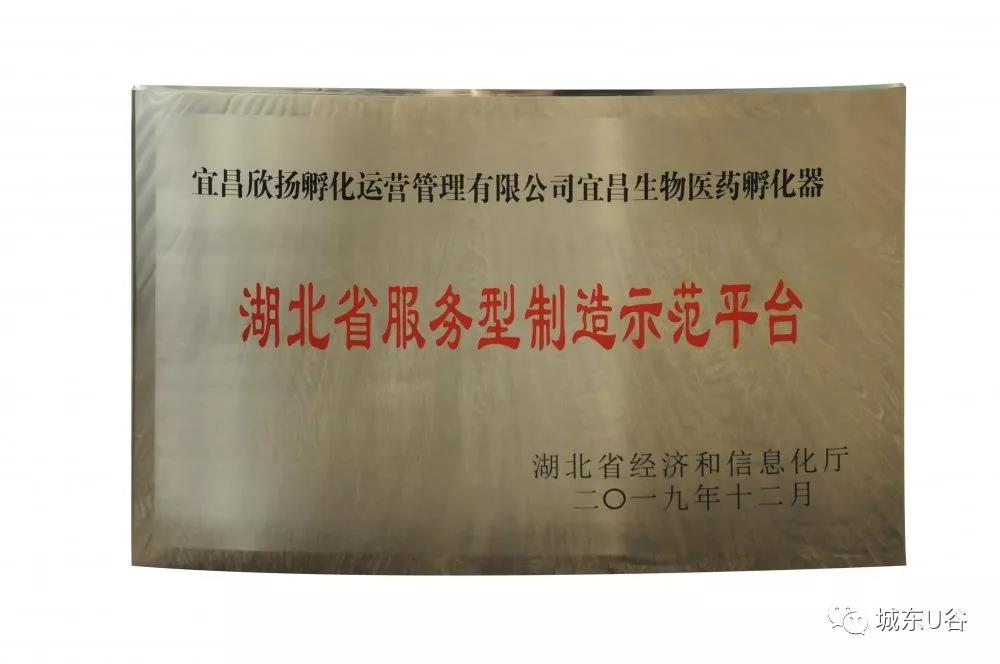 宜昌欣扬孵化运营管理有限公司宜昌生物医药孵化器
湖北省服务型制造示范平台
湖北省经济和信息化厅
二〇一九年十二月
城东U谷